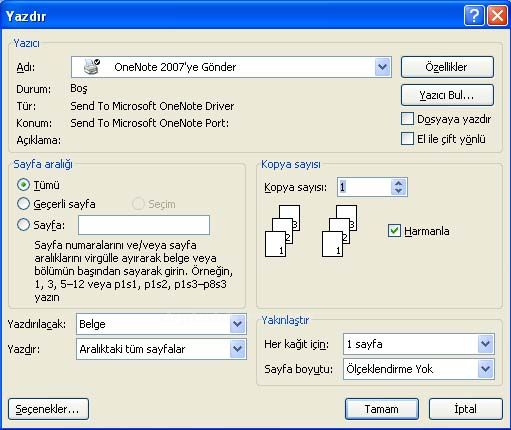 Yazdır
Yazıcı
Adı:
OneNote 2007'ye Gönder
Özellikler
Durum:
Boş
Yazıcı Bul...
Tür:
Send To Microsoft OneNote Driver
Konum:
Send To Microsoft OneNote Port:
Dosyaya yazdır
Açıklama:
El ile çift yönlü
Sayfa aralığı
Tümü
Geçerli sayfa
Seçim
Sayfa:
Sayfa numaralarını ve/veya sayfa
aralıklarını virgülle ayırarak belge veya
bölümün başından sayarak girin. Örneğin,
1, 3, 5–12 veya p1s1, p1s2, p1s3–p8s3
yazın
Kopya sayısı
Kopya sayısı:
1
3
2
1
3
2
1
Harmanla
Yazdırılacak:
Belge
Yazdır:
Aralıktaki tüm sayfalar
Yakınlaştır
Her kağıt için:
1 sayfa
Sayfa boyutu:
Ölçeklendirme Yok
Seçenekler...
Tamam
İptal